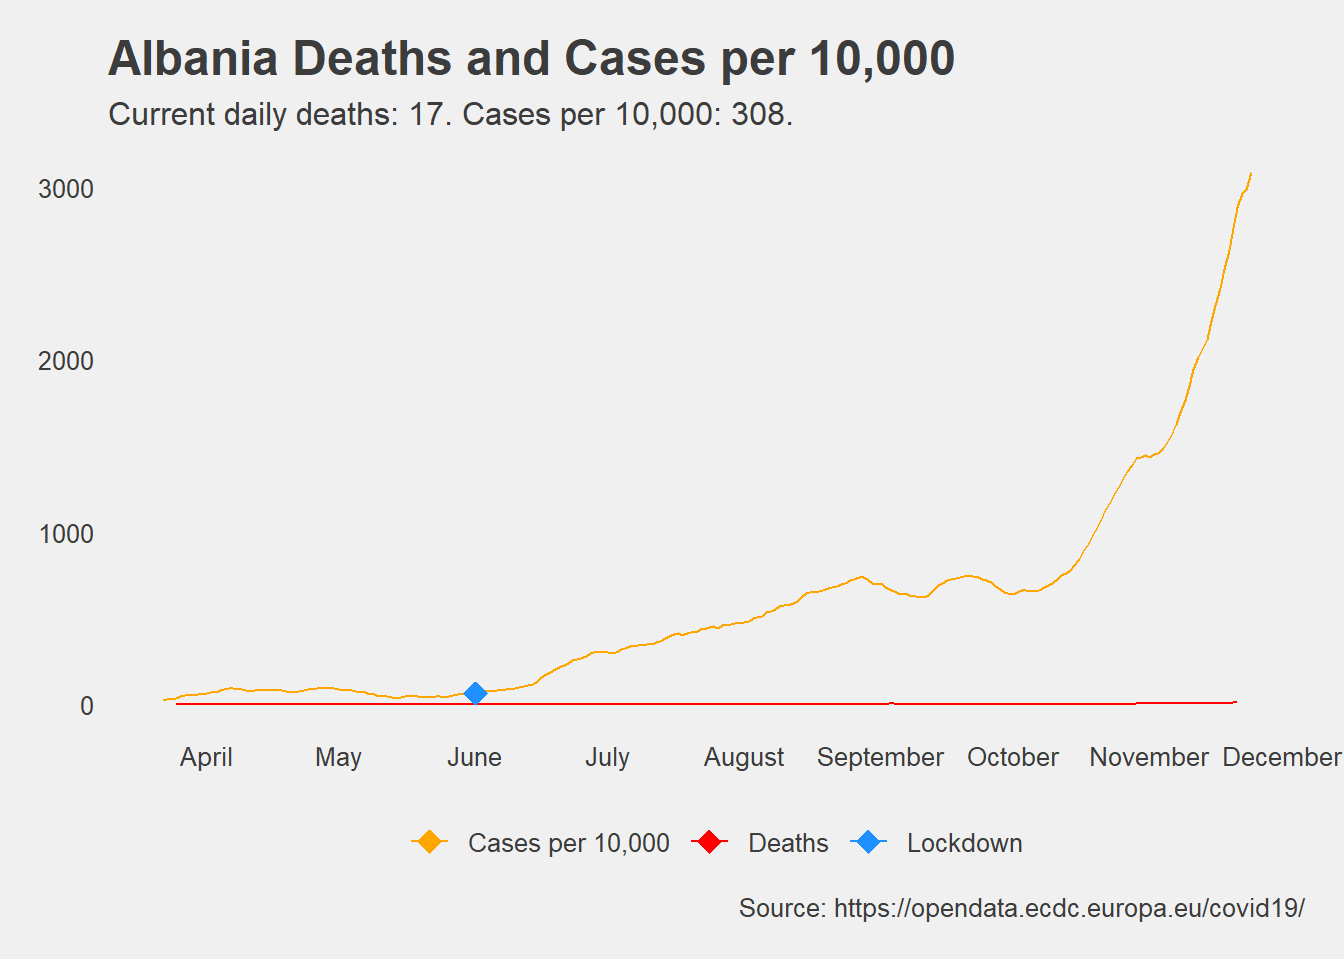 Albania Deaths and Cases per 10,000
Current daily deaths: 17. Cases per 10,000: 308.
3000
2000
1000
0
April May June July August September October November December
Cases per 10,000 Deaths Lockdown
Source: https://opendata.ecdc.europa.eu/covid19/